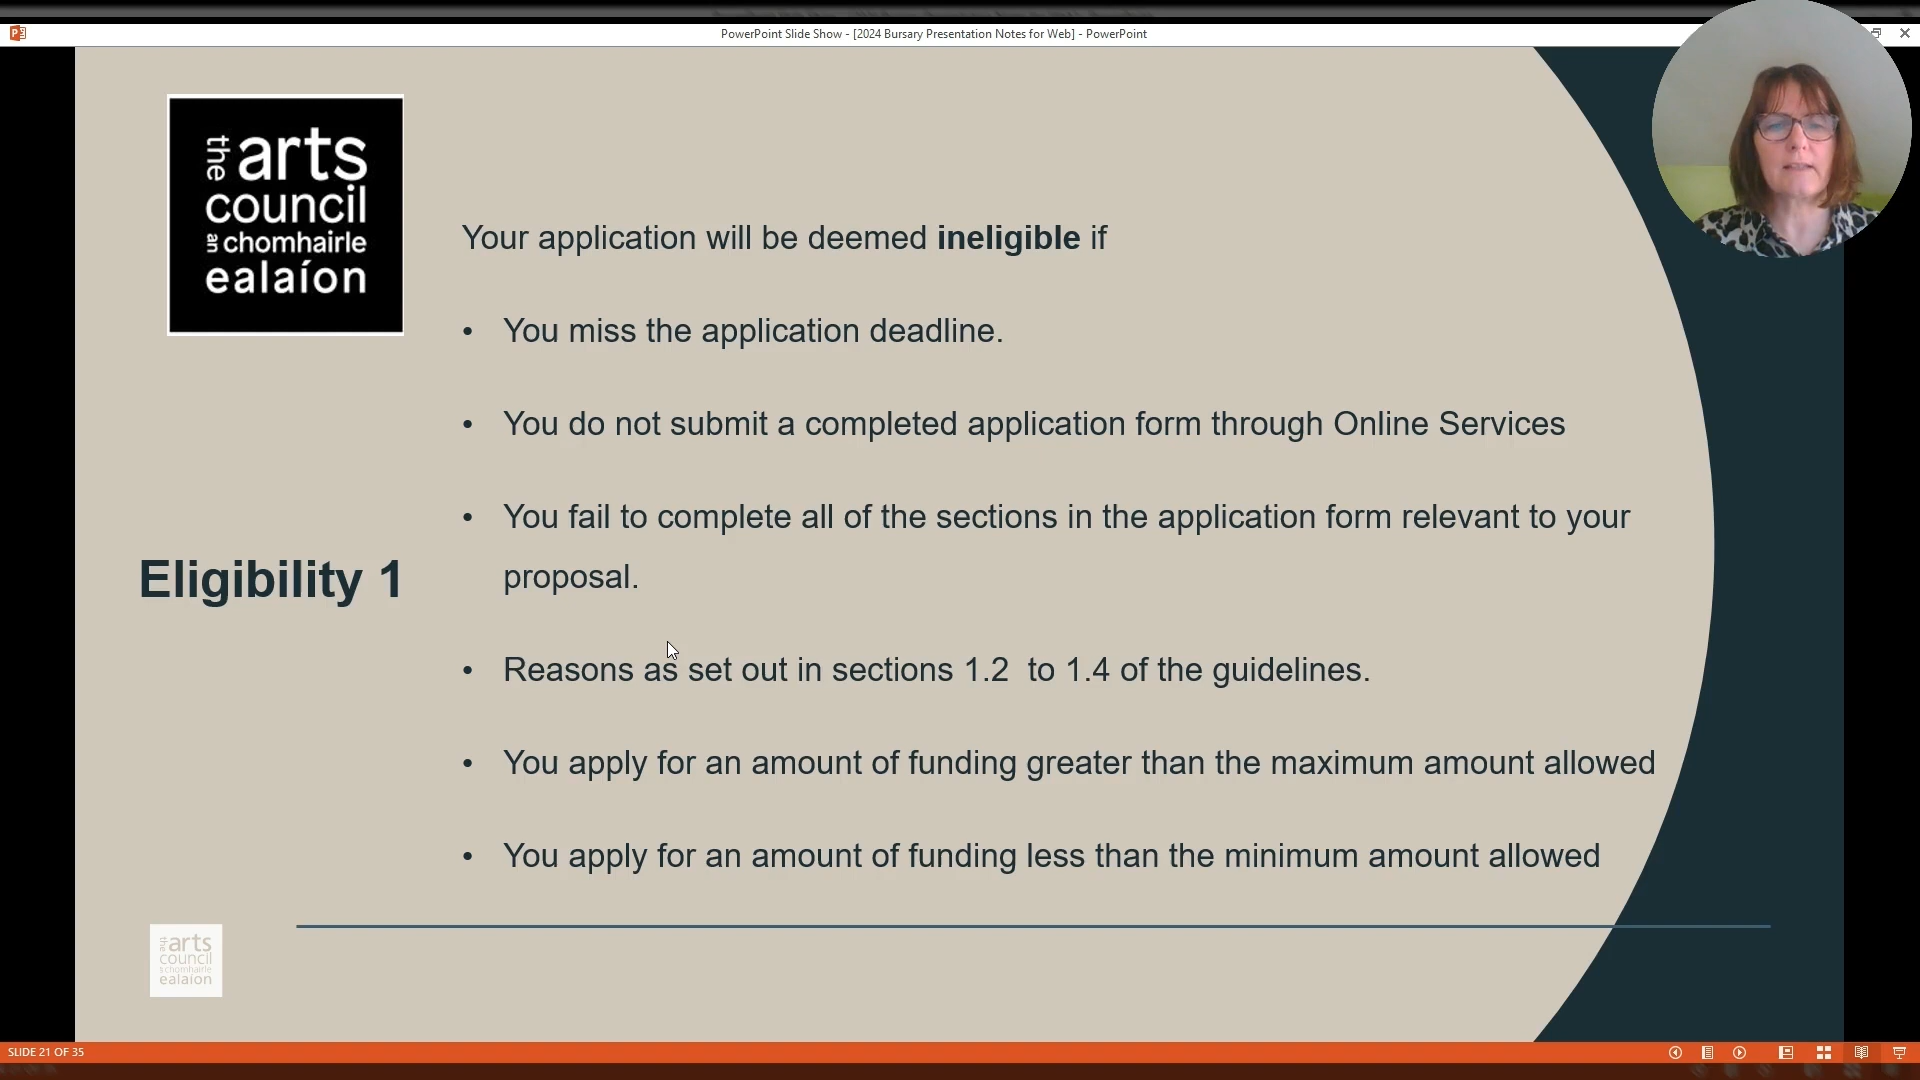 PowerPoint Slide Show - [2024 Bursary Presentation Notes for Web] - PowerPoint
the arts
council
an chomhairle
ealaíon
Your application will be deemed ineligible if
• You miss the application deadline.
• You do not submit a completed application form through Online Services
• You fail to complete all of the sections in the application form relevant to your
proposal.
Eligibility 1
• Reasons as set out in sections 1.2  to 1.4 of the guidelines.
• You apply for an amount of funding greater than the maximum amount allowed
• You apply for an amount of funding less than the minimum amount allowed
the arts
council
an chomhairle
ealaíon
SLIDE 21 OF 35